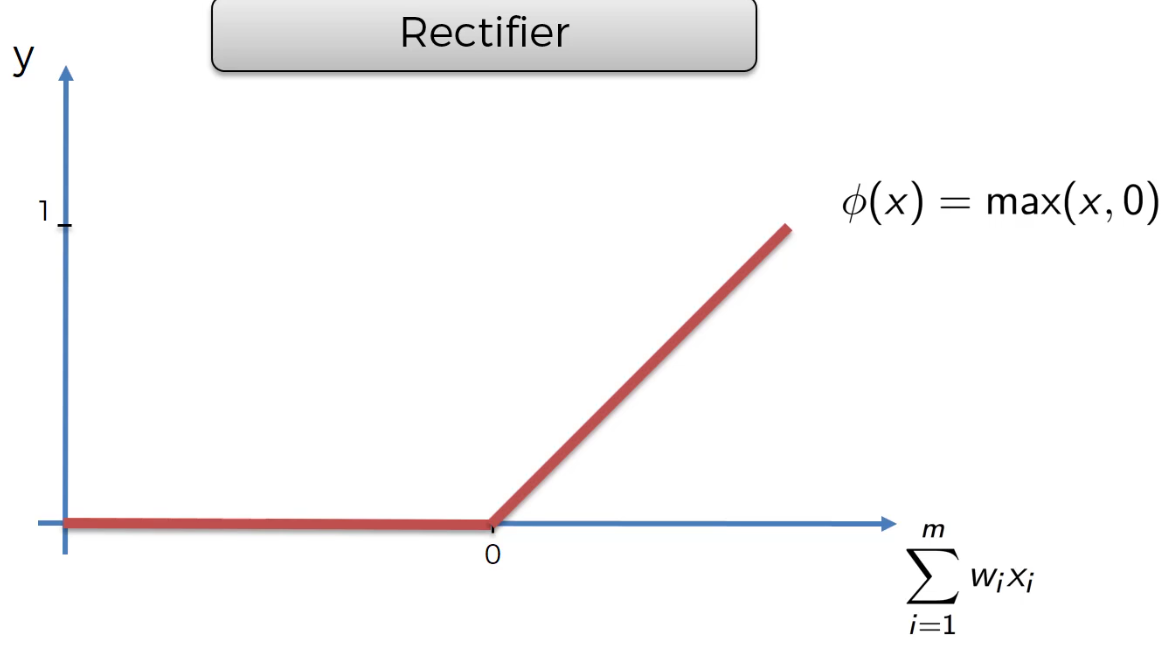 Rectifier
y
1
ϕ(x) = max(x, 0)
0
m
∑ wᵢxᵢ
i=1